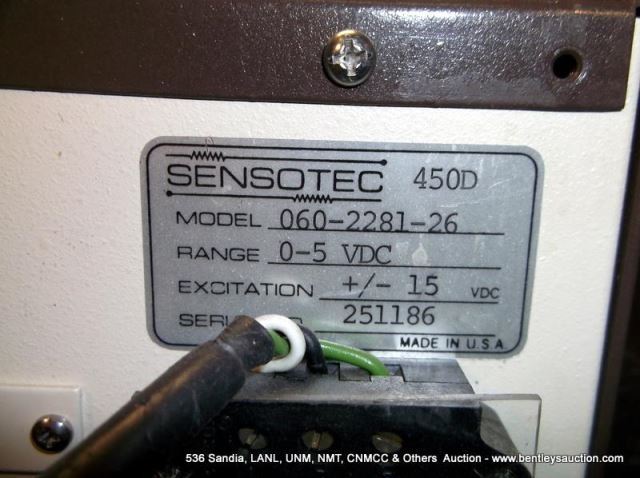 SENSOTEC 450D
MODEL 060-2281-26
RANGE 0-5 VDC
EXCITATION +/- 15 VDC
251186
MADE IN U.S.A
536 Sandia, LANL, UNM, NMT, CNMCC & Others Auction - www.bentleysauction.com